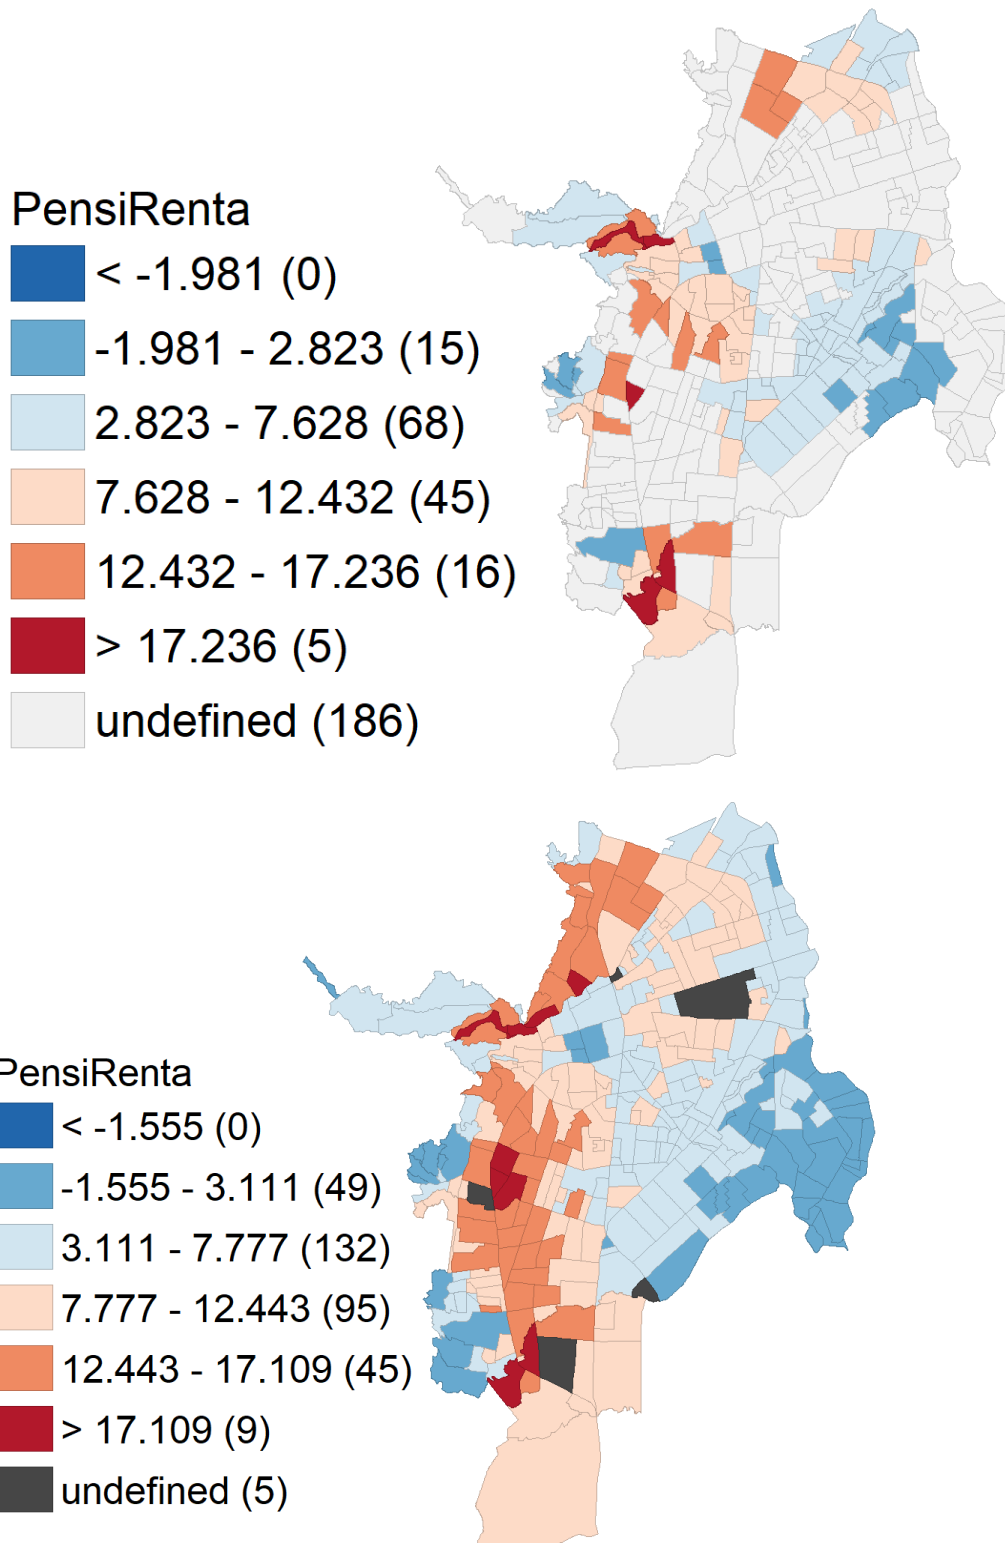 PensiRenta
< -1.981 (0)
-1.981 - 2.823 (15)
2.823 - 7.628 (68)
7.628 - 12.432 (45)
12.432 - 17.236 (16)
> 17.236 (5)
undefined (186)
PensiRenta
< -1.555 (0)
-1.555 - 3.111 (49)
3.111 - 7.777 (132)
7.777 - 12.443 (95)
12.443 - 17.109 (45)
> 17.109 (9)
undefined (5)